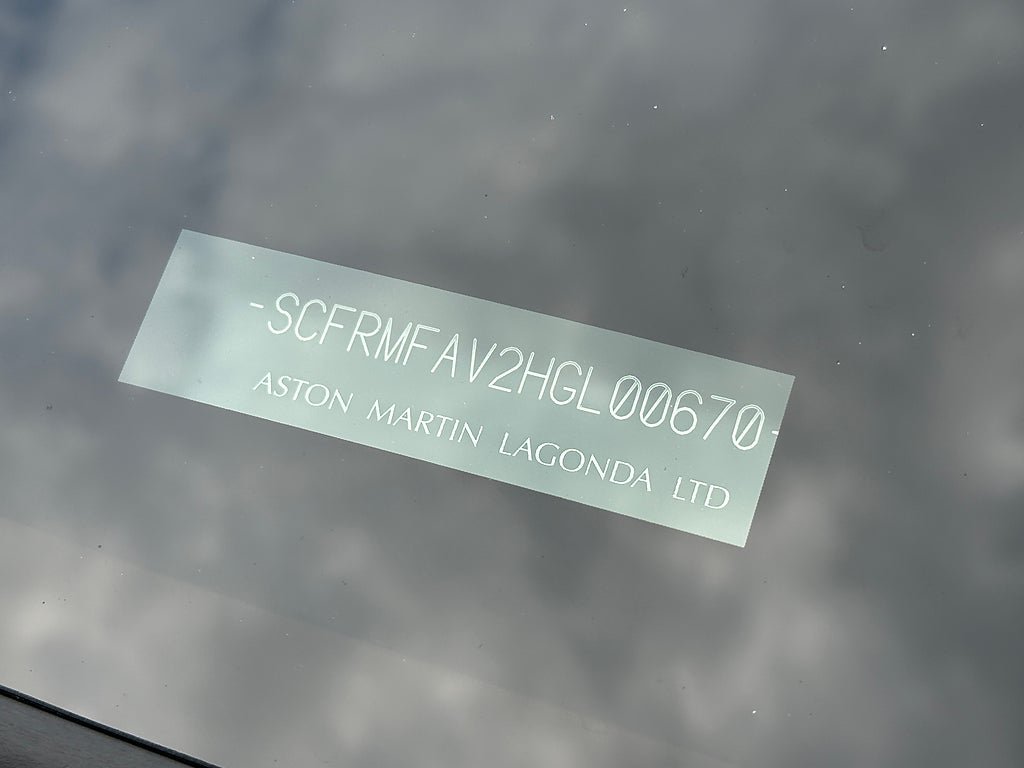 -SCFRMFAV2HGL00670-
ASTON MARTIN LAGONDA LTD